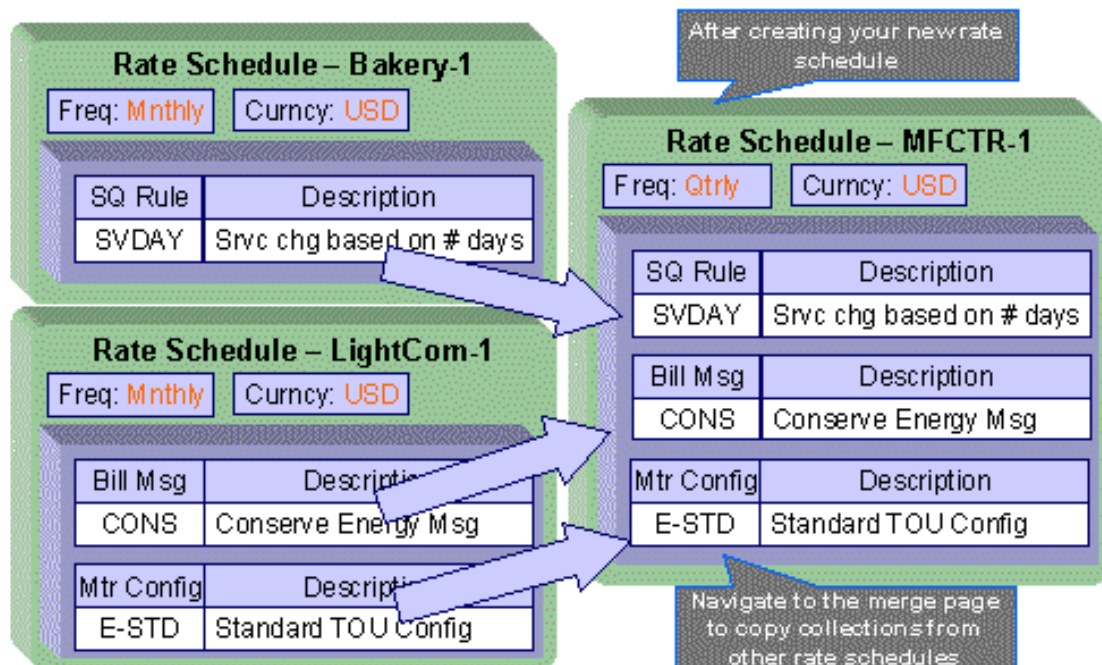 After creating your new rate
schedule
Rate Schedule – Bakery-1
Freq: Mnthly Curncy: USD
SQ Rule Description
SVDAY Srvc chg based on # days
Rate Schedule – LightCom-1
Freq: Mnthly Curncy: USD
Bill Msg Description
CONS Conserve Energy Msg
Mtr Config Description
E-STD Standard TOU Config
Rate Schedule – MFCTR-1
Freq: Qtrly Curncy: USD
SQ Rule Description
SVDAY Srvc chg based on # days
Bill Msg Description
CONS Conserve Energy Msg
Mtr Config Description
E-STD Standard TOU Config
Navigate to the merge page
to copy collections from
other rate schedules